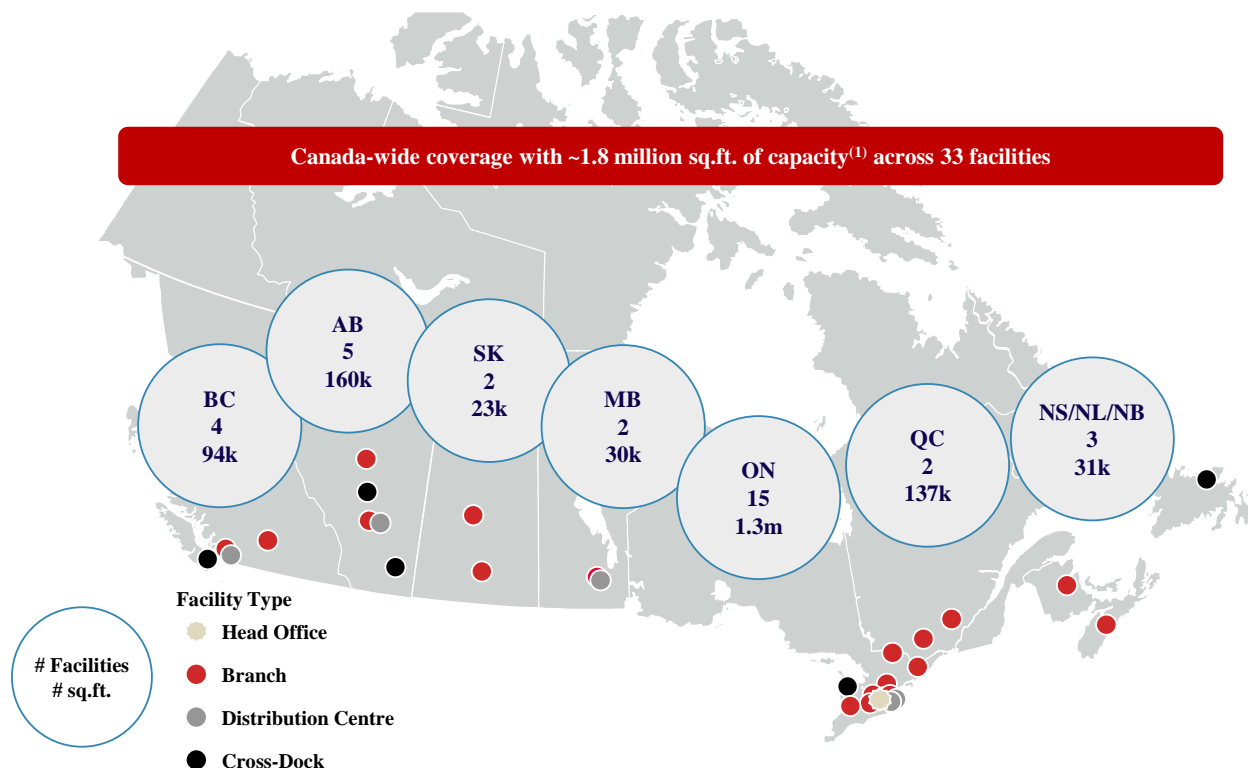 Canada-wide coverage with ~1.8 million sq.ft. of capacity(1) across 33 facilities
AB
5
160k
SK
2
23k
BC
4
94k
MB
2
30k
ON
15
1.3m
QC
2
137k
NS/NL/NB
3
31k
# Facilities
# sq.ft.
Facility Type
Head Office
Branch
Distribution Centre
Cross-Dock